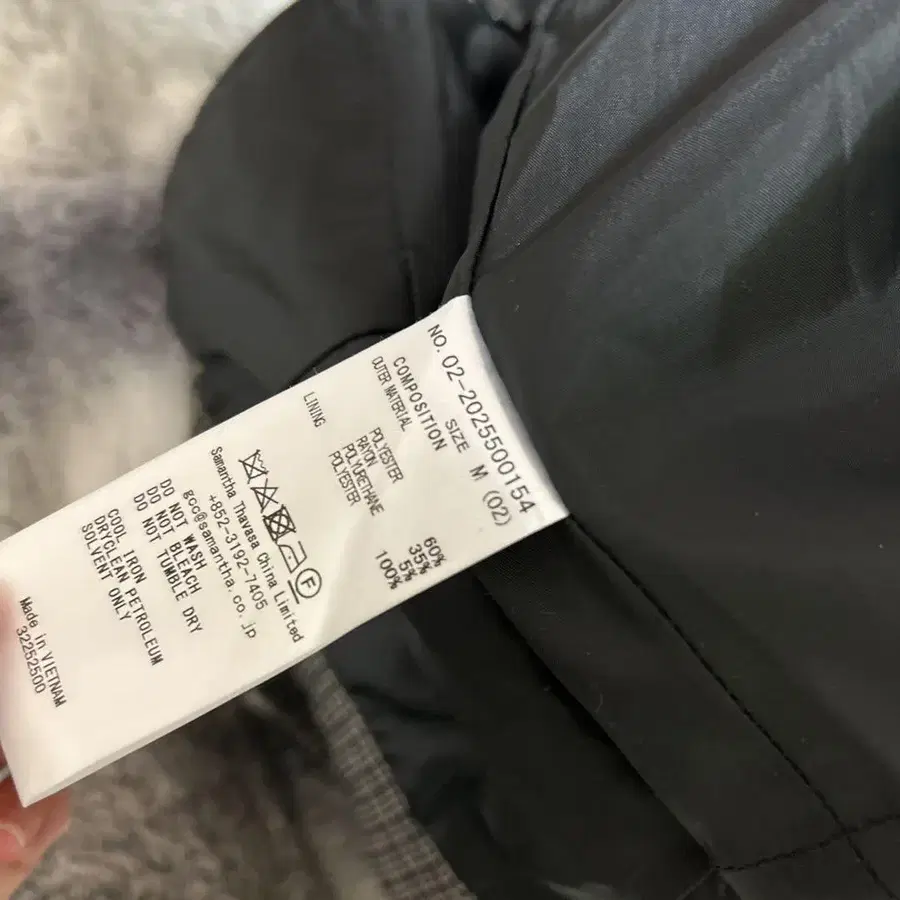 NO. 02-2025500154
SIZE M (02)
COMPOSITION
OUTER MATERIAL
POLYESTER 60%
RAYON 35%
POLYURETHANE 5%
LINING POLYESTER 100%
F
Samantha Thavasa China Limited
+852-3192-7405
gcc@samantha.co.jp
DO NOT WASH
DO NOT BLEACH
DO NOT TUMBLE DRY
COOL IRON
DRYCLEAN PETROLEUM
SOLVENT ONLY
Made in VIETNAM
32252500